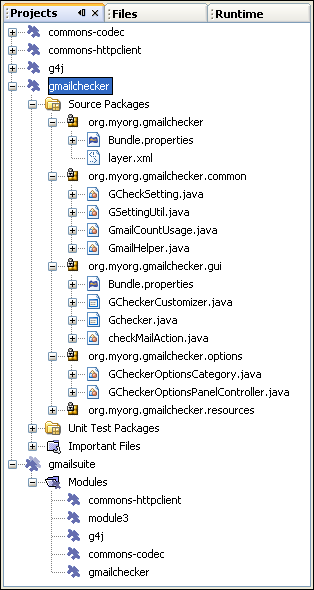 Projects
Files
Runtime
commons-codec
commons-httpclient
g4j
gmailchecker
Source Packages
org.myorg.gmailchecker
Bundle.properties
layer.xml
org.myorg.gmailchecker.common
GCheckSetting.java
GSettingUtil.java
GmailCountUsage.java
GmailHelper.java
org.myorg.gmailchecker.gui
Bundle.properties
GCheckerCustomizer.java
Gchecker.java
checkMailAction.java
org.myorg.gmailchecker.options
GCheckerOptionsCategory.java
GCheckerOptionsPanelController.java
org.myorg.gmailchecker.resources
Unit Test Packages
Important Files
gmailsuite
Modules
commons-httpclient
module3
g4j
commons-codec
gmailchecker